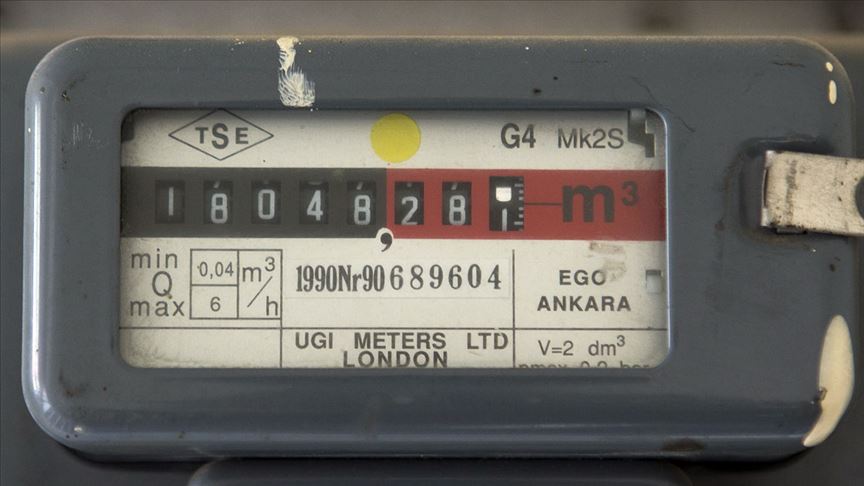 TSE
G4 Mk2S
1804828 m³
,
min
Q
max
0,04
6
m³/h
1990Nr90689604
EGO
ANKARA
UGI METERS LTD
LONDON
V=2 dm³